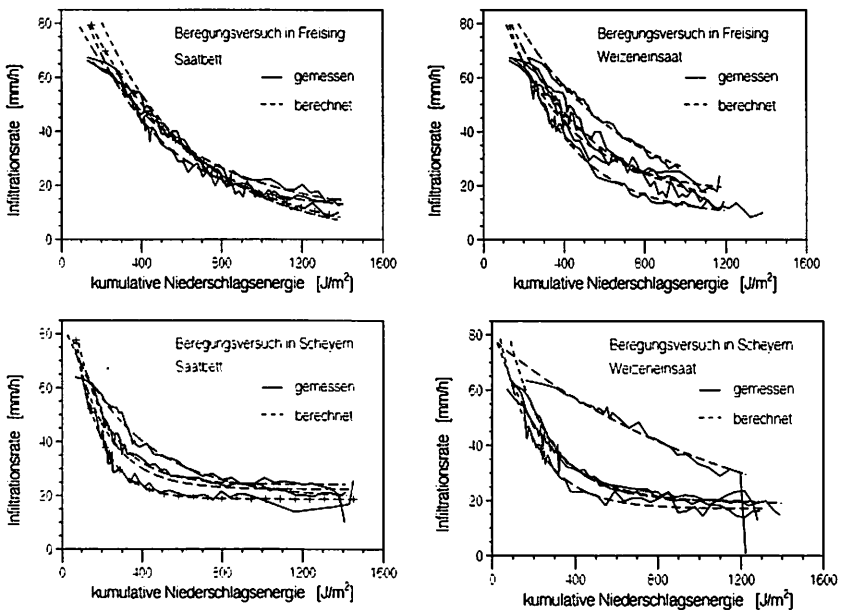 Beregungsversuch in Freising
Saatbett
gemessen
berechnet
Infiltrationsrate [mm/h]
80
60
40
20
0
0 400 800 1200 1600
kumulative Niederschlagsenergie [J/m²]
Beregungsversuch in Freising
Weizeneinsaat
gemessen
berechnet
Infiltrationsrate [mm/h]
80
60
40
20
0
0 400 800 1200 1600
kumulative Niederschlagsenergie [J/m²]
Beregungsversuch in Scheyern
Saatbett
gemessen
berechnet
Infiltrationsrate [mm/h]
80
60
40
20
0
0 400 800 1200 1600
kumulative Niederschlagsenergie [J/m²]
Beregungsversuch in Scheyern
Weizeneinsaat
gemessen
berechnet
Infiltrationsrate [mm/h]
80
60
40
20
0
0 400 800 1200 1600
kumulative Niederschlagsenergie [J/m²]